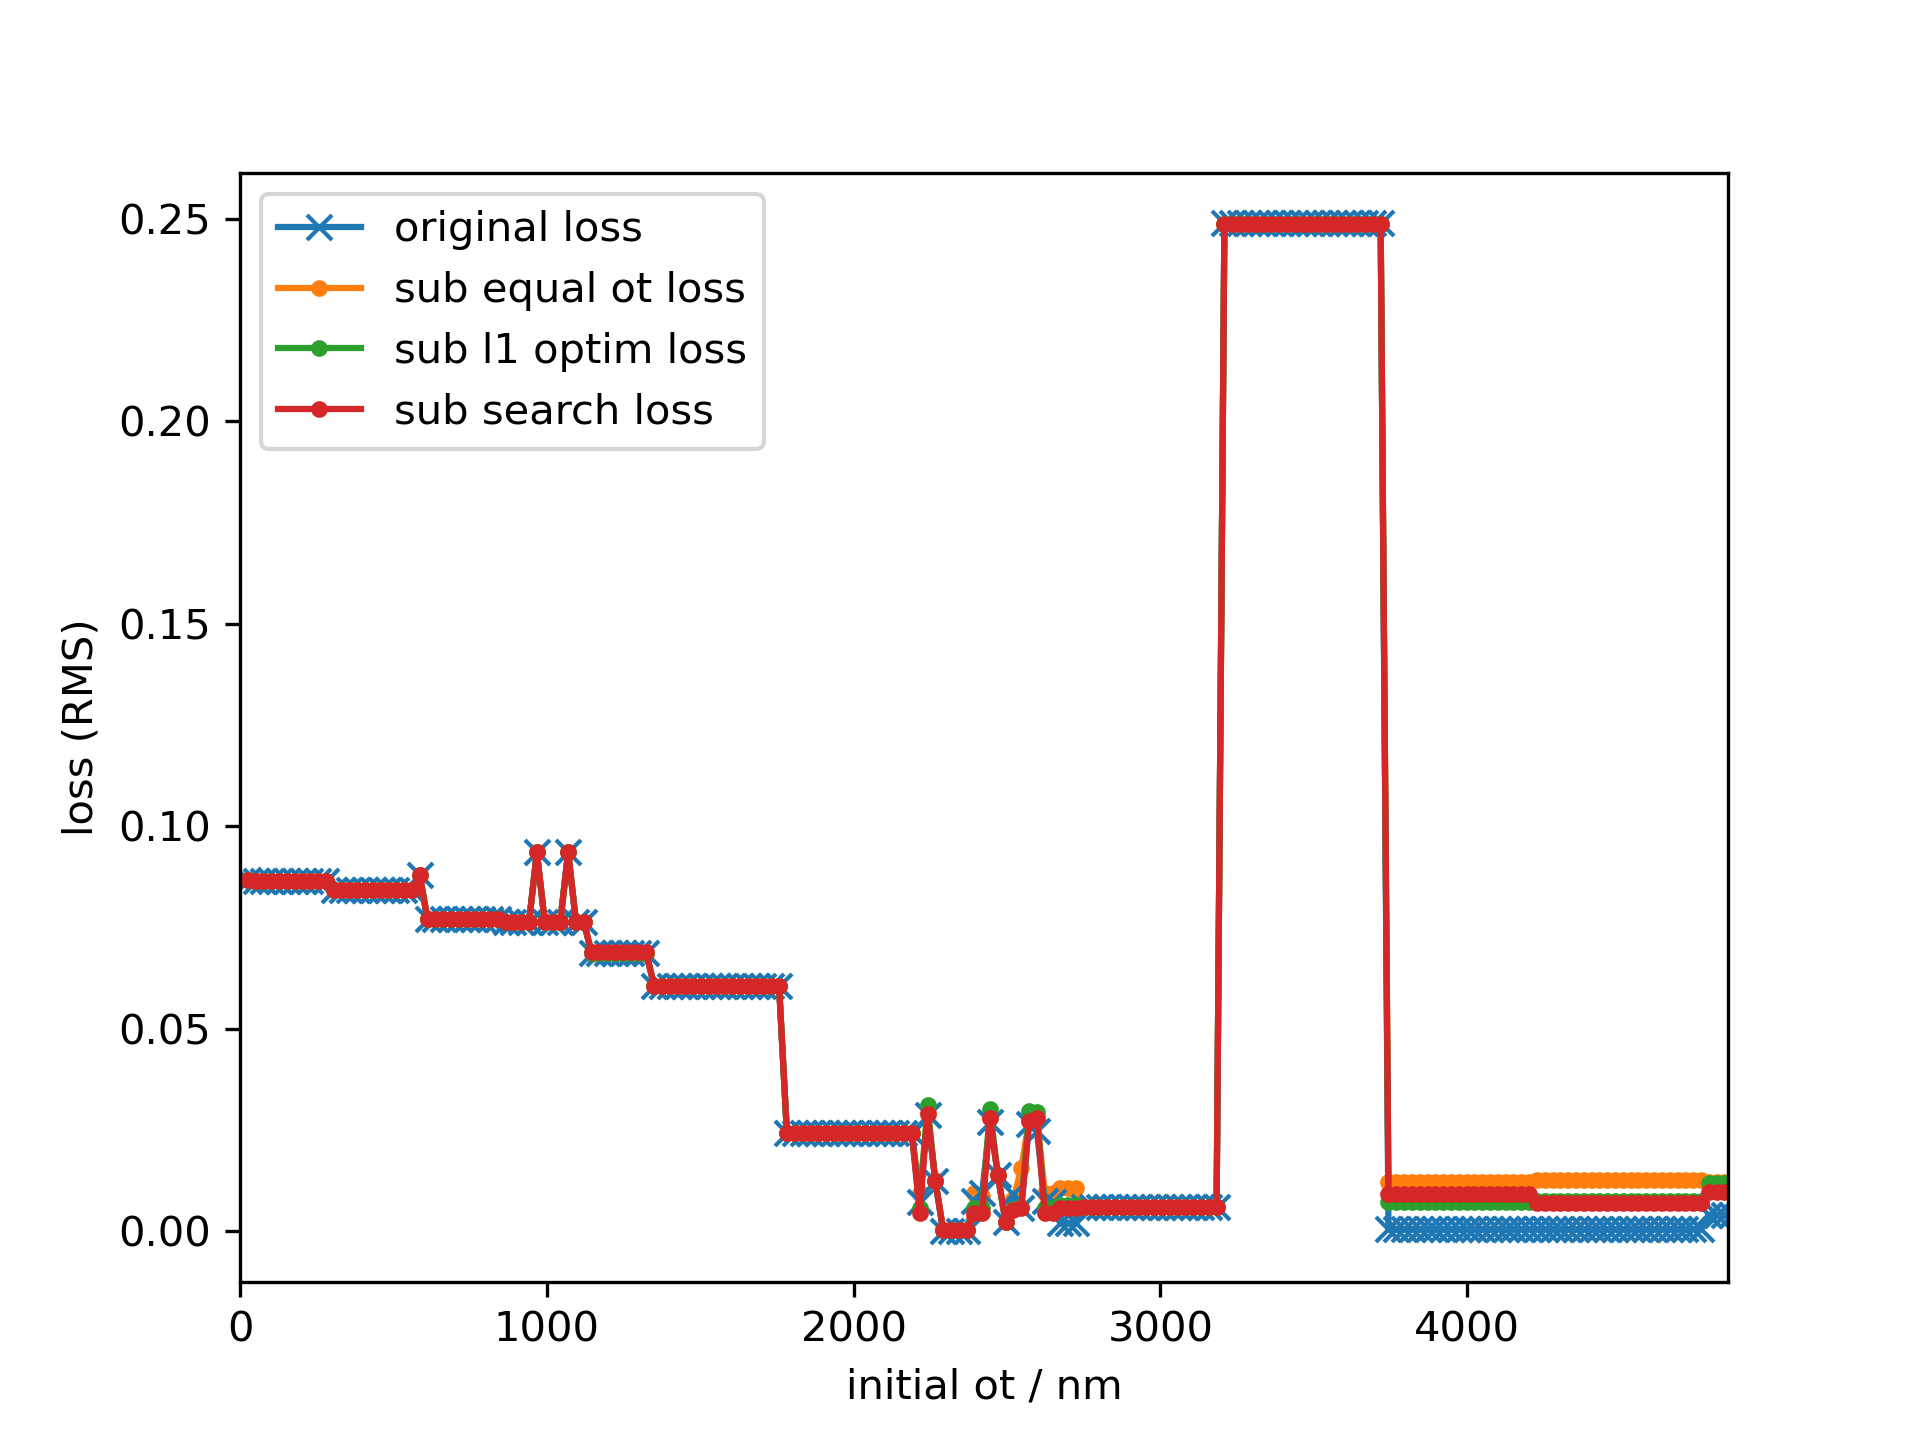 original loss
sub equal ot loss
sub l1 optim loss
sub search loss
0.25
0.20
0.15
0.10
0.05
0.00
loss (RMS)
0 1000 2000 3000 4000
initial ot / nm